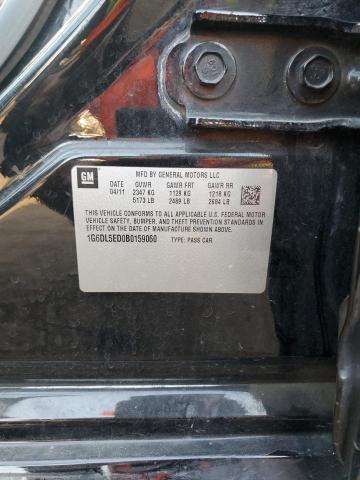 GM
MFD BY GENERAL MOTORS LLC
04/11 GVWR GAWR FRT GAWR RR
2347 KG 1129 KG 1218 KG
5173 LB 2489 LB 2684 LB
THIS VEHICLE CONFORMS TO ALL APPLICABLE U.S. FEDERAL MOTOR
VEHICLE SAFETY, BUMPER, AND THEFT PREVENTION STANDARDS IN
EFFECT ON THE DATE OF MANUFACTURE SHOWN ABOVE.
1G6DL5ED0B0159050 TYPE: PASS CAR